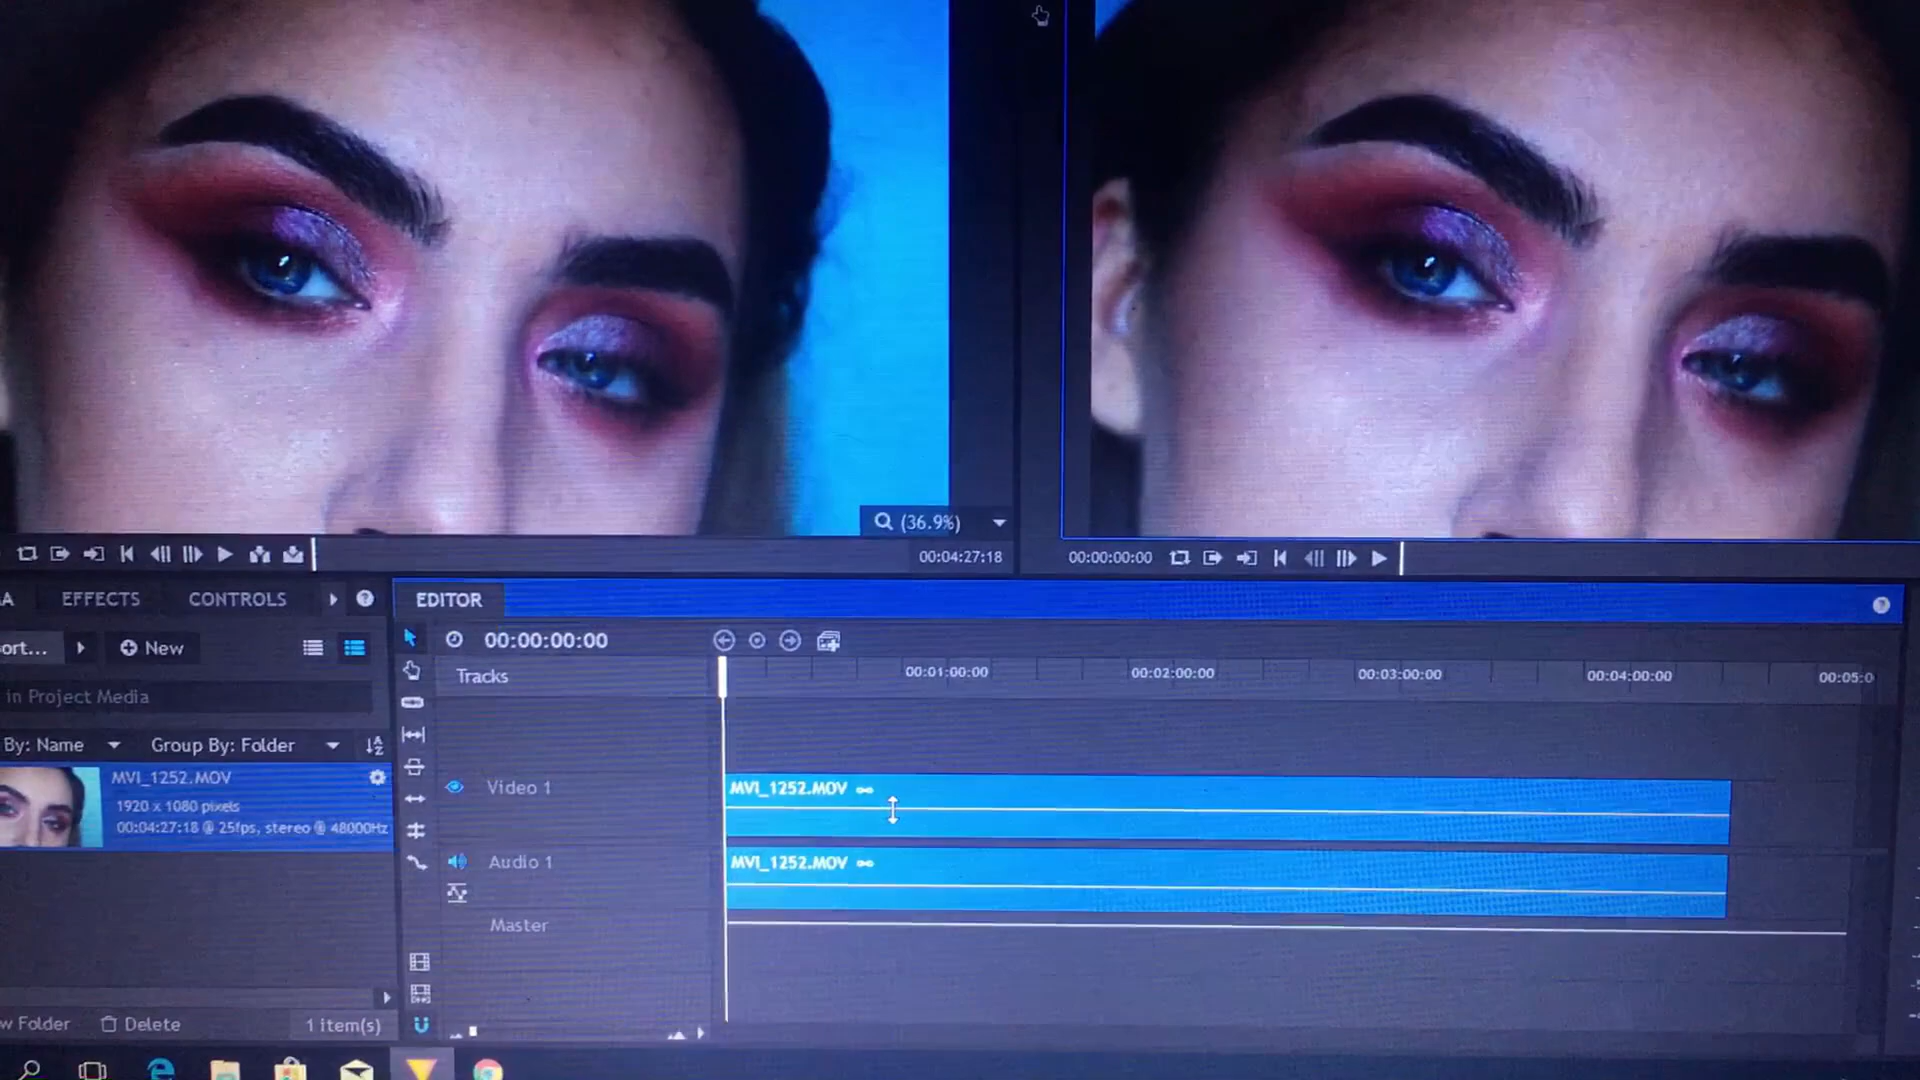 (36.9%)
00:04:27:18
00:00:00:00
A
EFFECTS
CONTROLS
EDITOR
ort...
New
00:00:00:00
in Project Media
Tracks
00:01:00:00
00:02:00:00
00:03:00:00
00:04:00:00
00:05:0
By: Name
Group By: Folder
MVI_1252.MOV
1920 x 1080 pixels
00:04:27:18 @ 25fps, stereo @ 48000Hz
Video 1
MVI_1252.MOV
Audio 1
MVI_1252.MOV
Master
w Folder
Delete
1 item(s)